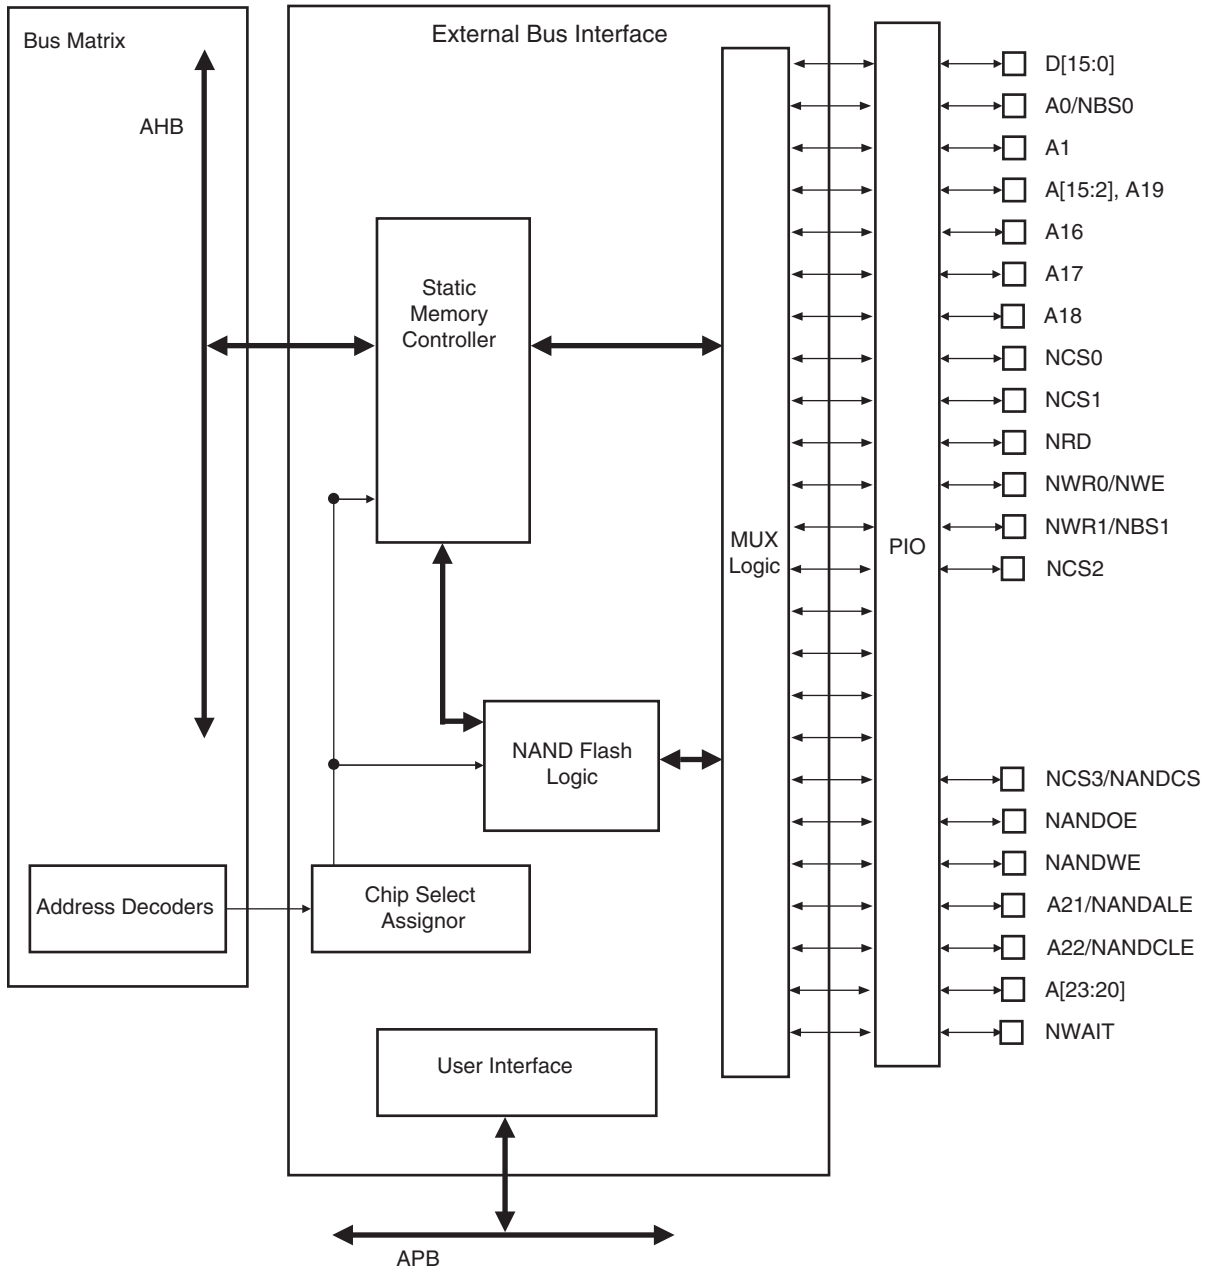 Bus Matrix
External Bus Interface
AHB
Static
Memory
Controller
MUX
Logic
PIO
NAND Flash
Logic
Address Decoders
Chip Select
Assignor
User Interface
APB
D[15:0]
A0/NBS0
A1
A[15:2], A19
A16
A17
A18
NCS0
NCS1
NRD
NWR0/NWE
NWR1/NBS1
NCS2
NCS3/NANDCS
NANDOE
NANDWE
A21/NANDALE
A22/NANDCLE
A[23:20]
NWAIT